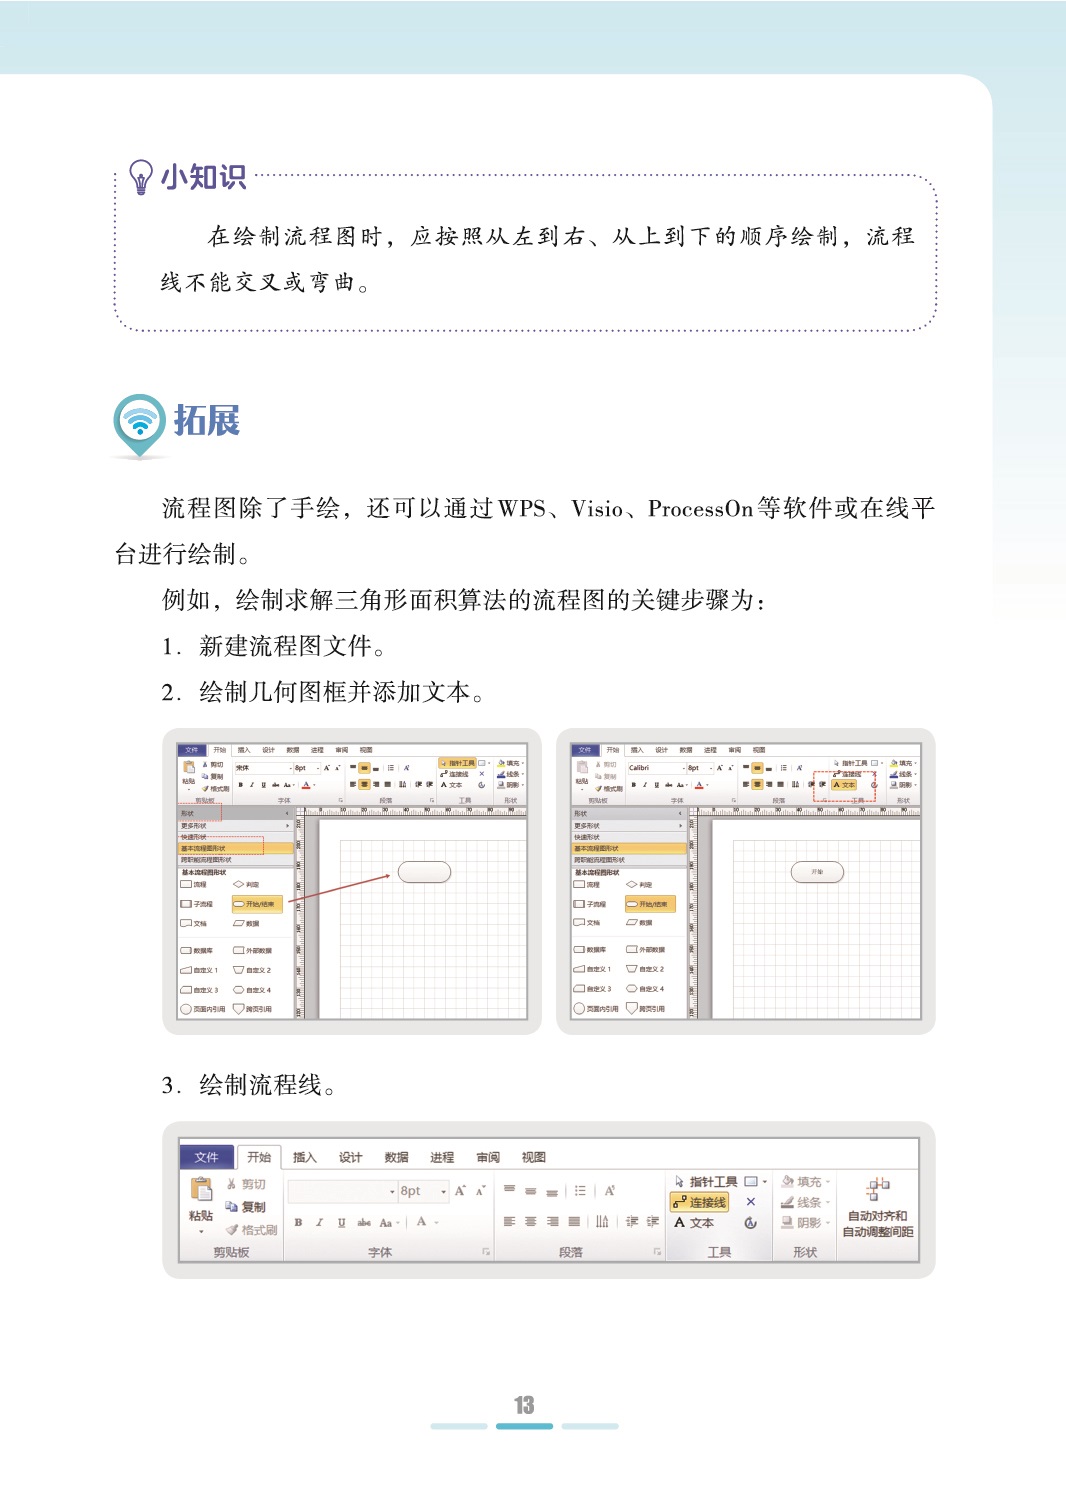 小知识
在绘制流程图时，应按照从左到右、从上到下的顺序绘制，流程
线不能交叉或弯曲。
拓展
流程图除了手绘，还可以通过WPS、Visio、ProcessOn等软件或在线平
台进行绘制。
例如，绘制求解三角形面积算法的流程图的关键步骤为：
1. 新建流程图文件。
2. 绘制几何图框并添加文本。
文件 开始 插入 设计 数据 进程 审阅 视图
剪切 宋体 8pt 指针工具 填充
粘贴 复制 连接线 线条
格式刷 文本 阴影
剪贴板 字体 段落 工具 形状
形状
更多形状
快速形状
基本流程图形状
跨职能流程图形状
基本流程图形状
流程 判定
子流程 开始/结束
文档 数据
数据库 外部数据
自定义 1 自定义 2
自定义 3 自定义 4
页面内引用 跨页引用
文件 开始 插入 设计 数据 进程 审阅 视图
剪切 Calibri 8pt 指针工具 填充
粘贴 复制 连接线 线条
格式刷 文本 阴影
剪贴板 字体 段落 工具 形状
形状
更多形状
快速形状
基本流程图形状
跨职能流程图形状
基本流程图形状
流程 判定
子流程 开始/结束
文档 数据
数据库 外部数据
自定义 1 自定义 2
自定义 3 自定义 4
页面内引用 跨页引用
开始
3. 绘制流程线。
文件 开始 插入 设计 数据 进程 审阅 视图
剪切 8pt 指针工具 填充
粘贴 复制 连接线 线条
格式刷 文本 阴影
自动对齐和
自动调整间距
剪贴板 字体 段落 工具 形状
13